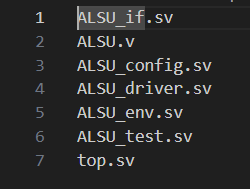 1 ALSU_if.sv
2 ALSU.v
3 ALSU_config.sv
4 ALSU_driver.sv
5 ALSU_env.sv
6 ALSU_test.sv
7 top.sv